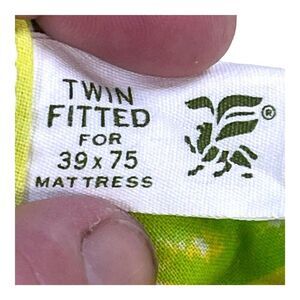 TWIN
FITTED
FOR
39 x 75
MATTRESS
®